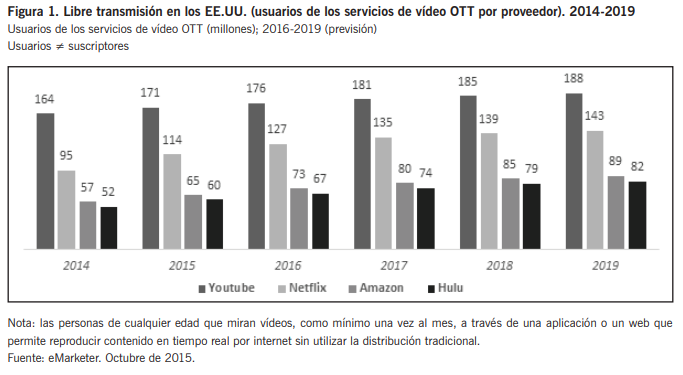 Figura 1. Libre transmisión en los EE.UU. (usuarios de los servicios de vídeo OTT por proveedor). 2014-2019
Usuarios de los servicios de vídeo OTT (millones); 2016-2019 (previsión)
Usuarios ≠ suscriptores
164 95 57 52
171 114 65 60
176 127 73 67
181 135 80 74
185 139 85 79
188 143 89 82
2014 2015 2016 2017 2018 2019
Youtube Netflix Amazon Hulu
Nota: las personas de cualquier edad que miran vídeos, como mínimo una vez al mes, a través de una aplicación o un web que
permite reproducir contenido en tiempo real por internet sin utilizar la distribución tradicional.
Fuente: eMarketer. Octubre de 2015.